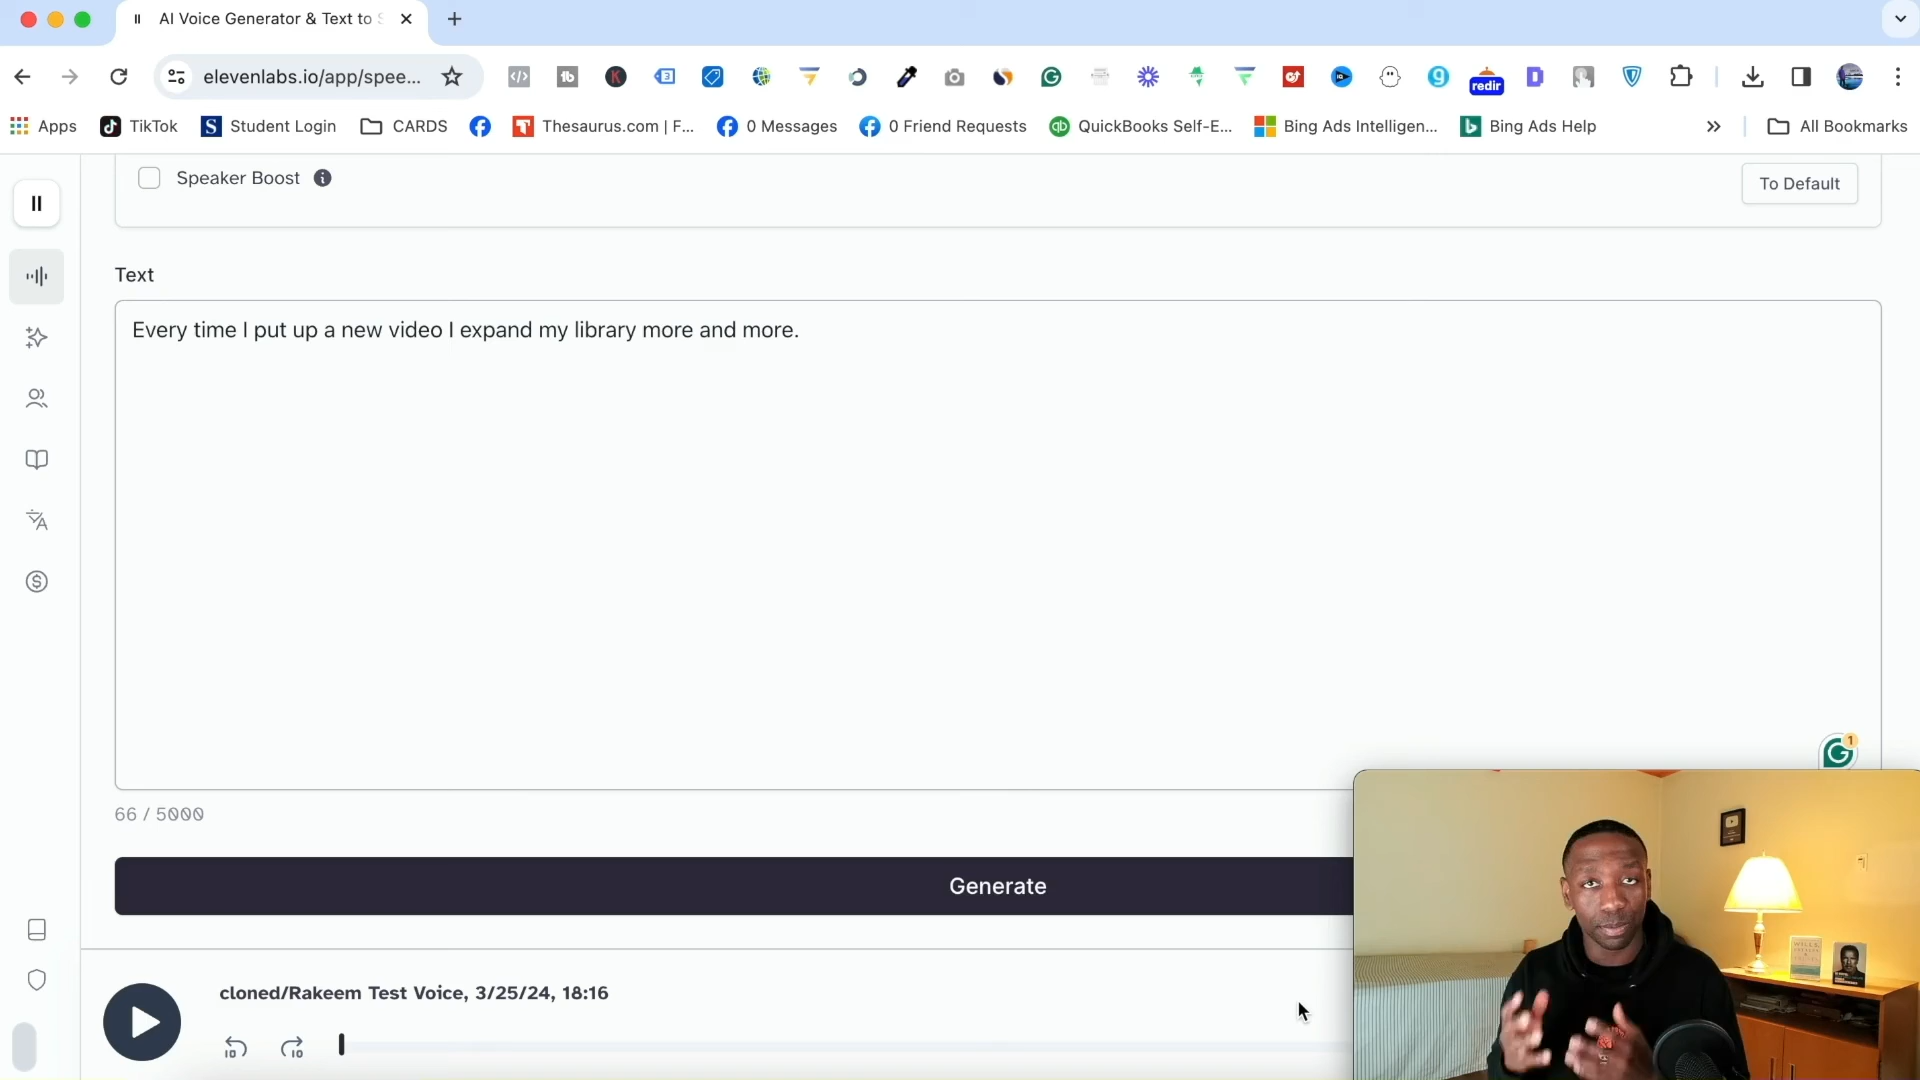 AI Voice Generator & Text to S
elevenlabs.io/app/spee...
redir
Apps
TikTok
Student Login
CARDS
Thesaurus.com | F...
0 Messages
0 Friend Requests
QuickBooks Self-E...
Bing Ads Intelligen...
Bing Ads Help
All Bookmarks
Speaker Boost
To Default
Text
Every time I put up a new video I expand my library more and more.
1
66 / 5000
Generate
cloned/Rakeem Test Voice, 3/25/24, 18:16
10
10